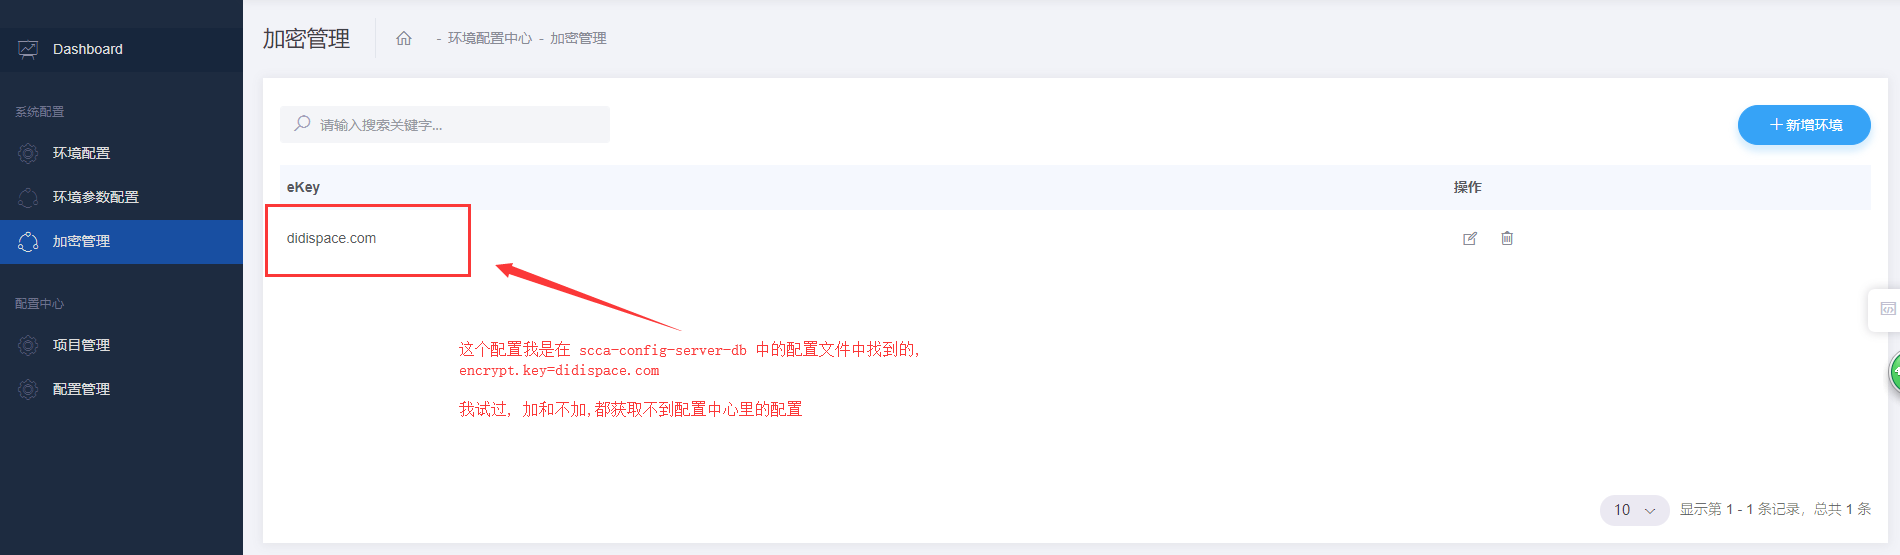 Dashboard
系统配置
环境配置
环境参数配置
加密管理
配置中心
项目管理
配置管理
加密管理
- 环境配置中心 - 加密管理
请输入搜索关键字...
新增环境
eKey
操作
didispace.com
这个配置我是在 scca-config-server-db 中的配置文件中找到的,
encrypt.key=didispace.com
我试过, 加和不加,都获取不到配置中心里的配置
10
显示第 1 - 1 条记录，总共 1 条